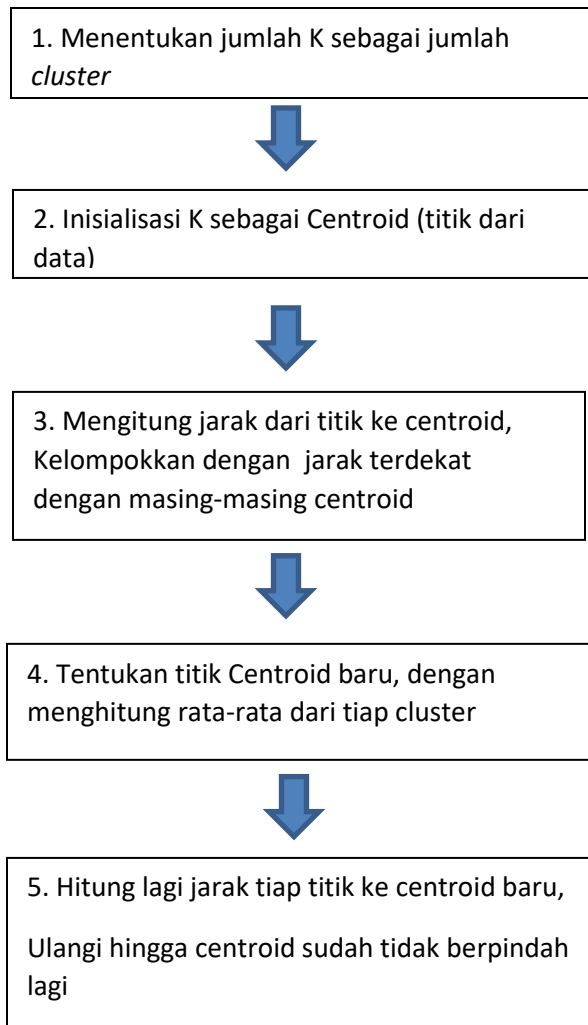 1. Menentukan jumlah K sebagai jumlah
cluster
2. Inisialisasi K sebagai Centroid (titik dari
data)
3. Mengitung jarak dari titik ke centroid,
Kelompokkan dengan jarak terdekat
dengan masing-masing centroid
4. Tentukan titik Centroid baru, dengan
menghitung rata-rata dari tiap cluster
5. Hitung lagi jarak tiap titik ke centroid baru,
Ulangi hingga centroid sudah tidak berpindah
lagi